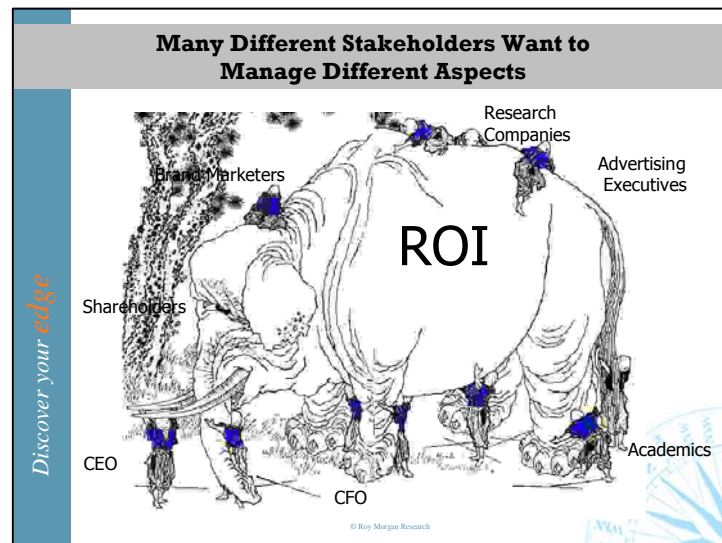 Many Different Stakeholders Want to
Manage Different Aspects
Research
Companies
Brand Marketers
Advertising
Executives
ROI
Shareholders
Discover your edge
CEO
CFO
Academics
© Roy Morgan Research